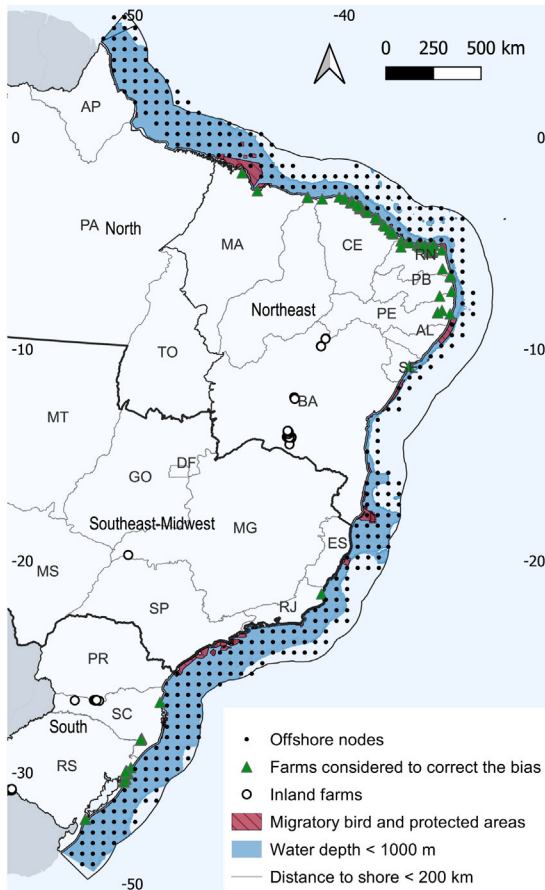 -50
-40
0 250 500 km
AP
0
0
PA
North
MA
CE
RN
PB
Northeast
PE
AL
-10
TO
SE
-10
BA
MT
GO
DF
Southeast-Midwest
MG
ES
-20
-20
MS
SP
RJ
PR
SC
South
RS
-30
-30
Offshore nodes
Farms considered to correct the bias
Inland farms
Migratory bird and protected areas
Water depth < 1000 m
Distance to shore < 200 km
-50